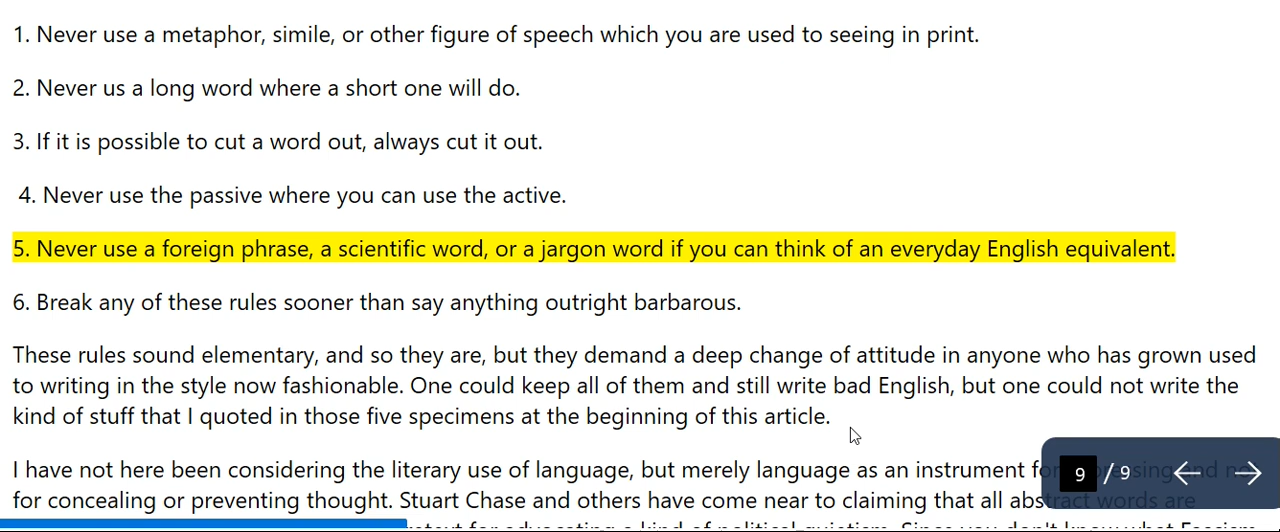 1. Never use a metaphor, simile, or other figure of speech which you are used to seeing in print.
2. Never us a long word where a short one will do.
3. If it is possible to cut a word out, always cut it out.
4. Never use the passive where you can use the active.
5. Never use a foreign phrase, a scientific word, or a jargon word if you can think of an everyday English equivalent.
6. Break any of these rules sooner than say anything outright barbarous.
These rules sound elementary, and so they are, but they demand a deep change of attitude in anyone who has grown used
to writing in the style now fashionable. One could keep all of them and still write bad English, but one could not write the
kind of stuff that I quoted in those five specimens at the beginning of this article.
I have not here been considering the literary use of language, but merely language as an instrument
9 / 9
for concealing or preventing thought. Stuart Chase and others have come near to claiming that all abstract words are